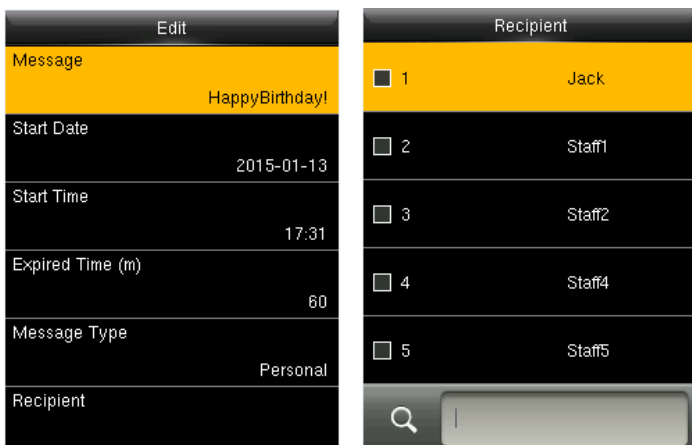 Edit
Message
HappyBirthday!
Start Date
2015-01-13
Start Time
17:31
Expired Time (m)
60
Message Type
Personal
Recipient
Recipient
1 Jack
2 Staff1
3 Staff2
4 Staff4
5 Staff5